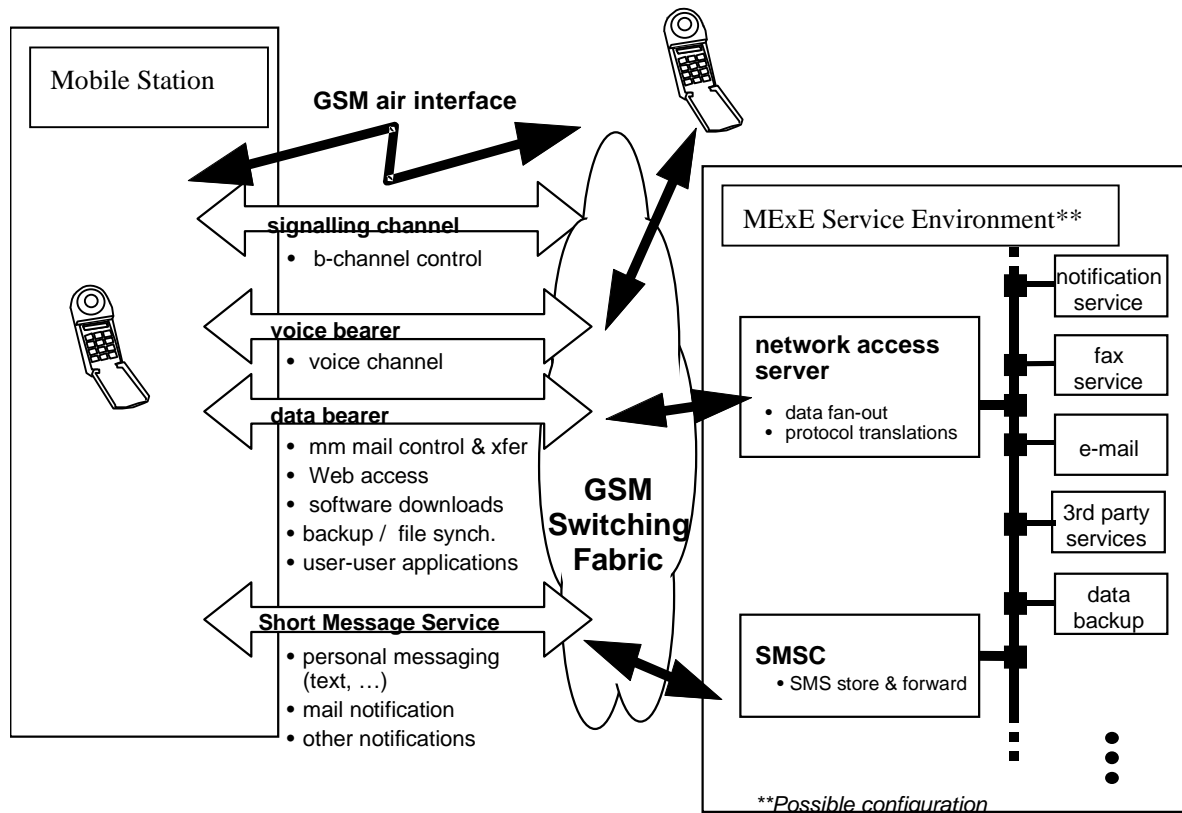 Mobile Station
GSM air interface
signalling channel
• b-channel control
voice bearer
• voice channel
data bearer
• mm mail control & xfer
• Web access
• software downloads
• backup / file synch.
• user-user applications
Short Message Service
• personal messaging
(text, …)
• mail notification
• other notifications
GSM
Switching
Fabric
MExE Service Environment**
network access
server
• data fan-out
• protocol translations
SMSC
• SMS store & forward
notification
service
fax
service
e-mail
3rd party
services
data
backup
**Possible configuration